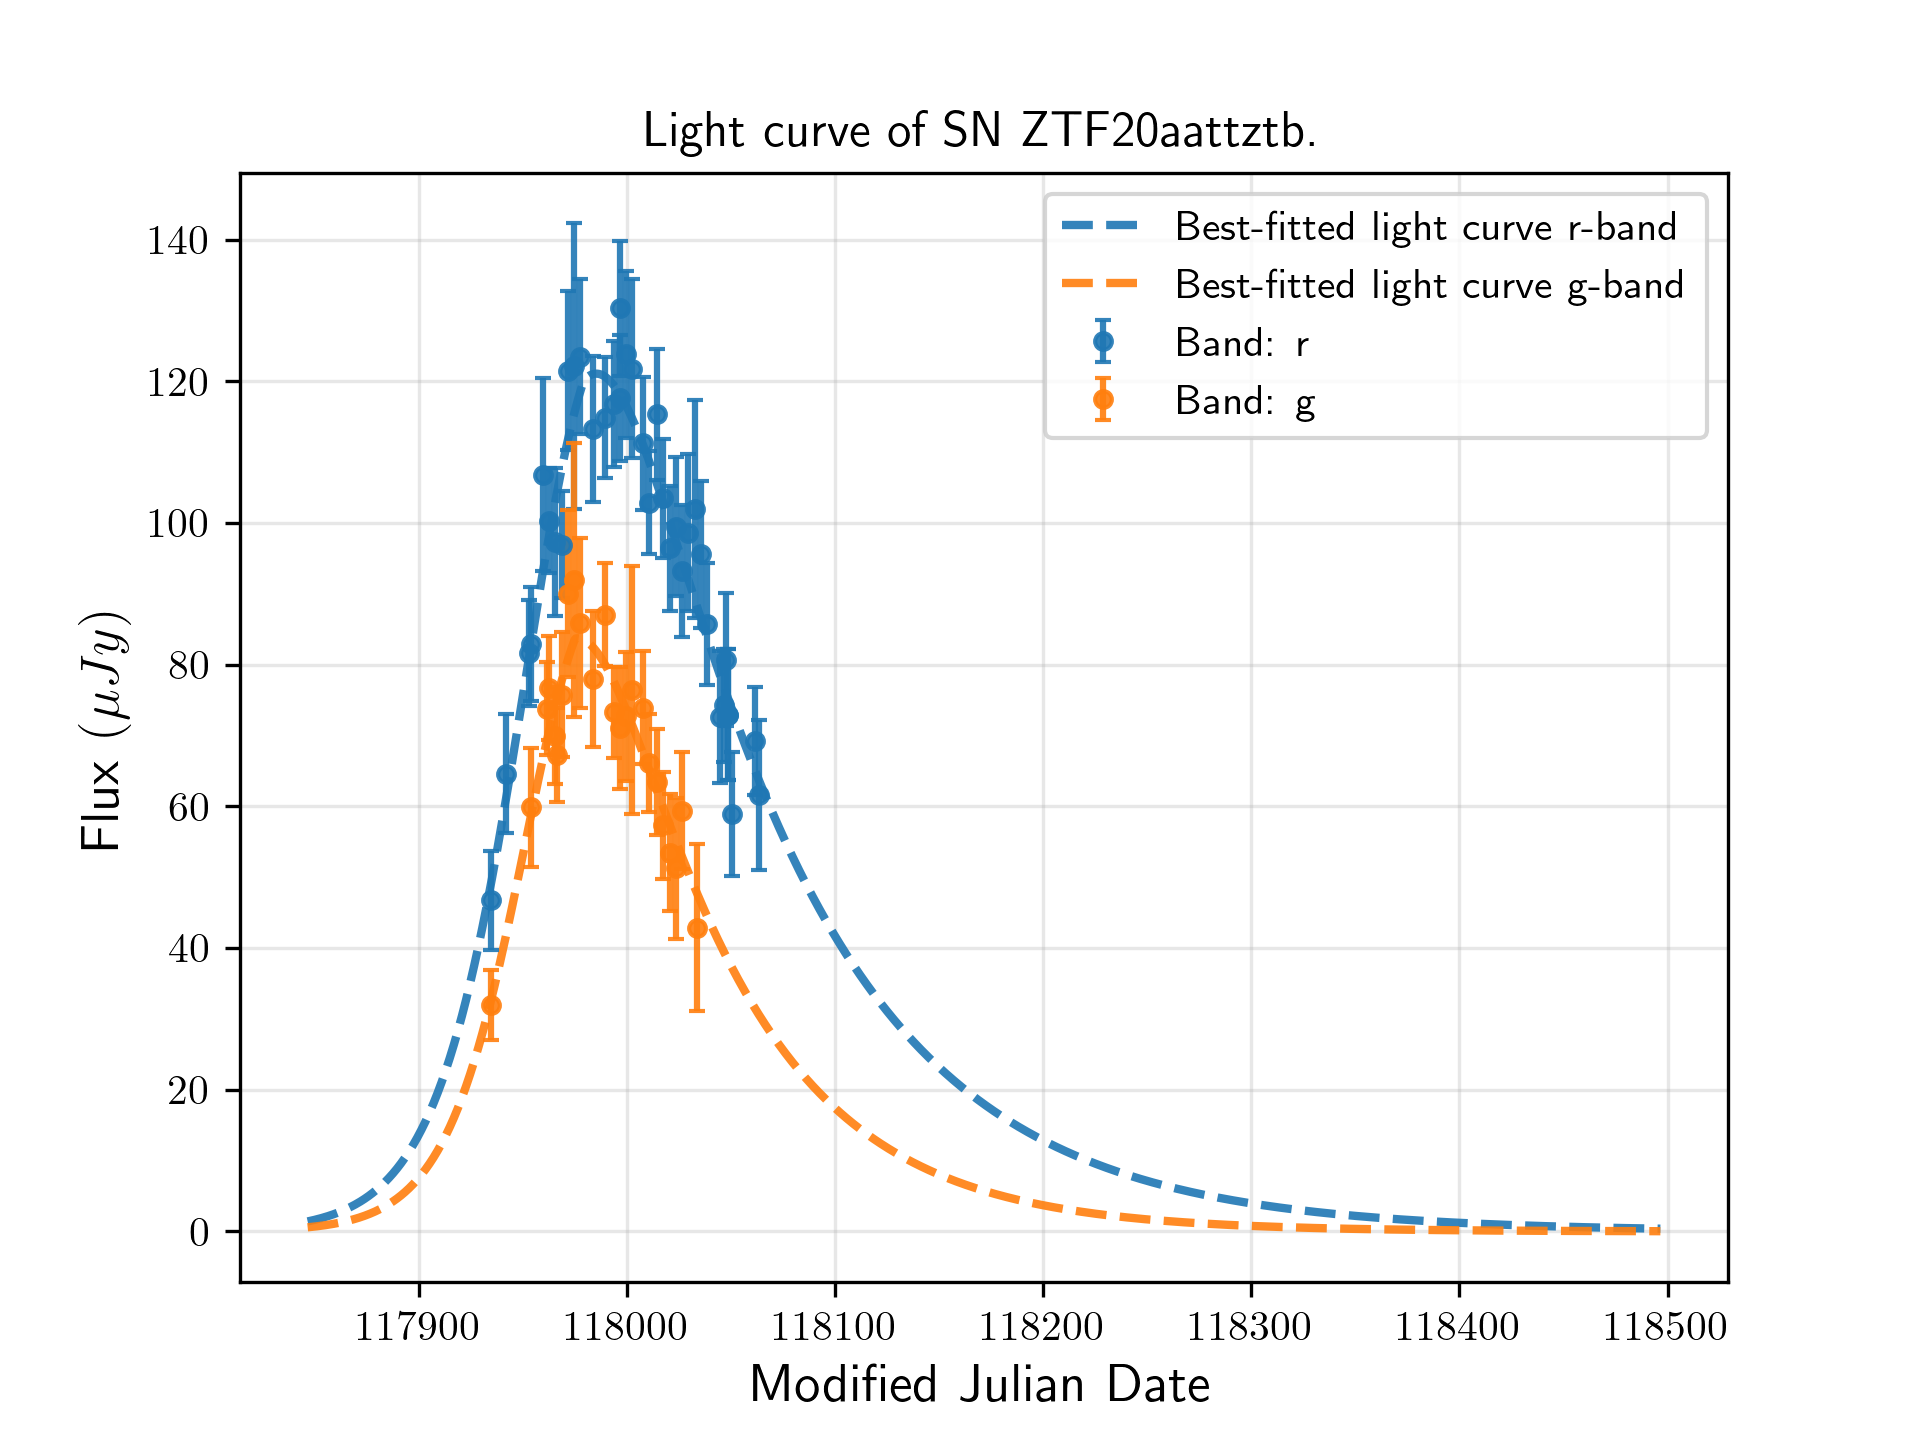 Light curve of SN ZTF20aattztb.
Best-fitted light curve r-band
Best-fitted light curve g-band
Band: r
Band: g
140
120
100
80
60
40
20
0
Flux (μJy)
117900 118000 118100 118200 118300 118400 118500
Modified Julian Date